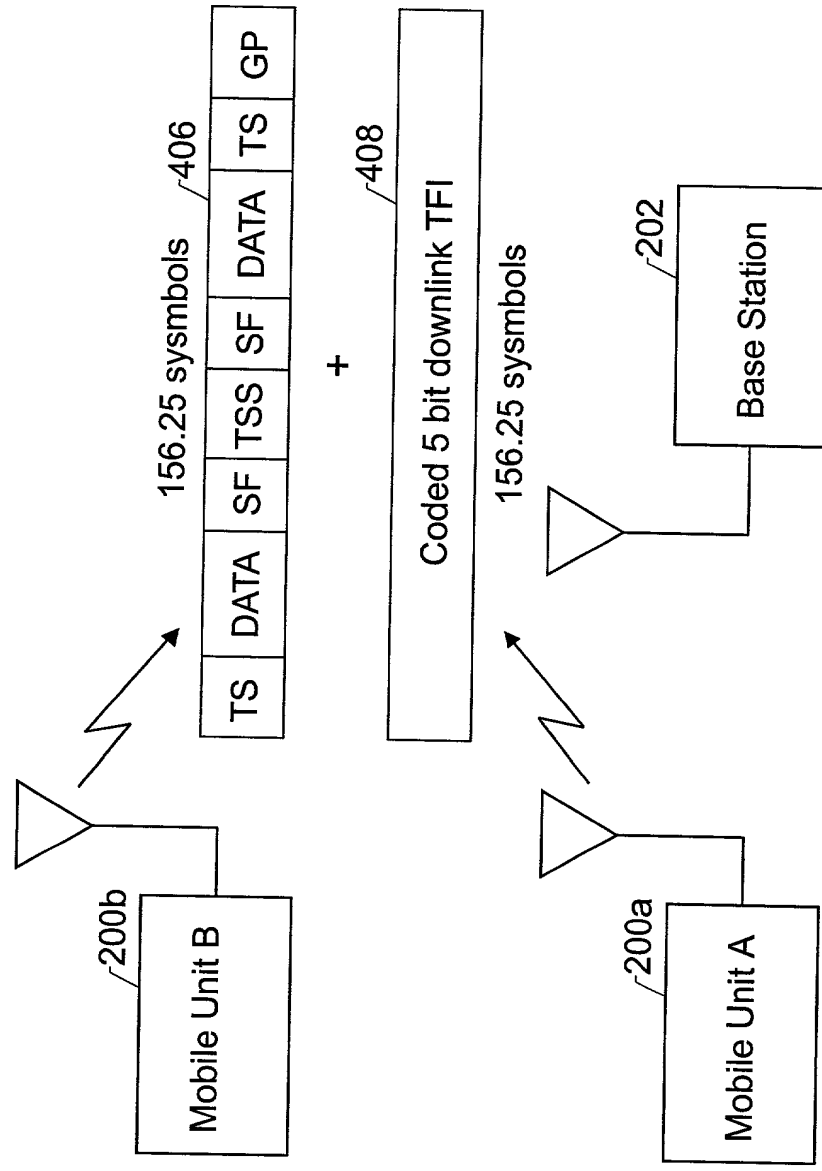 200b
Mobile Unit B
156.25 sysmbols
406
TS DATA SF TSS SF DATA TS GP
+
408
Coded 5 bit downlink TFI
156.25 sysmbols
200a
Mobile Unit A
202
Base Station